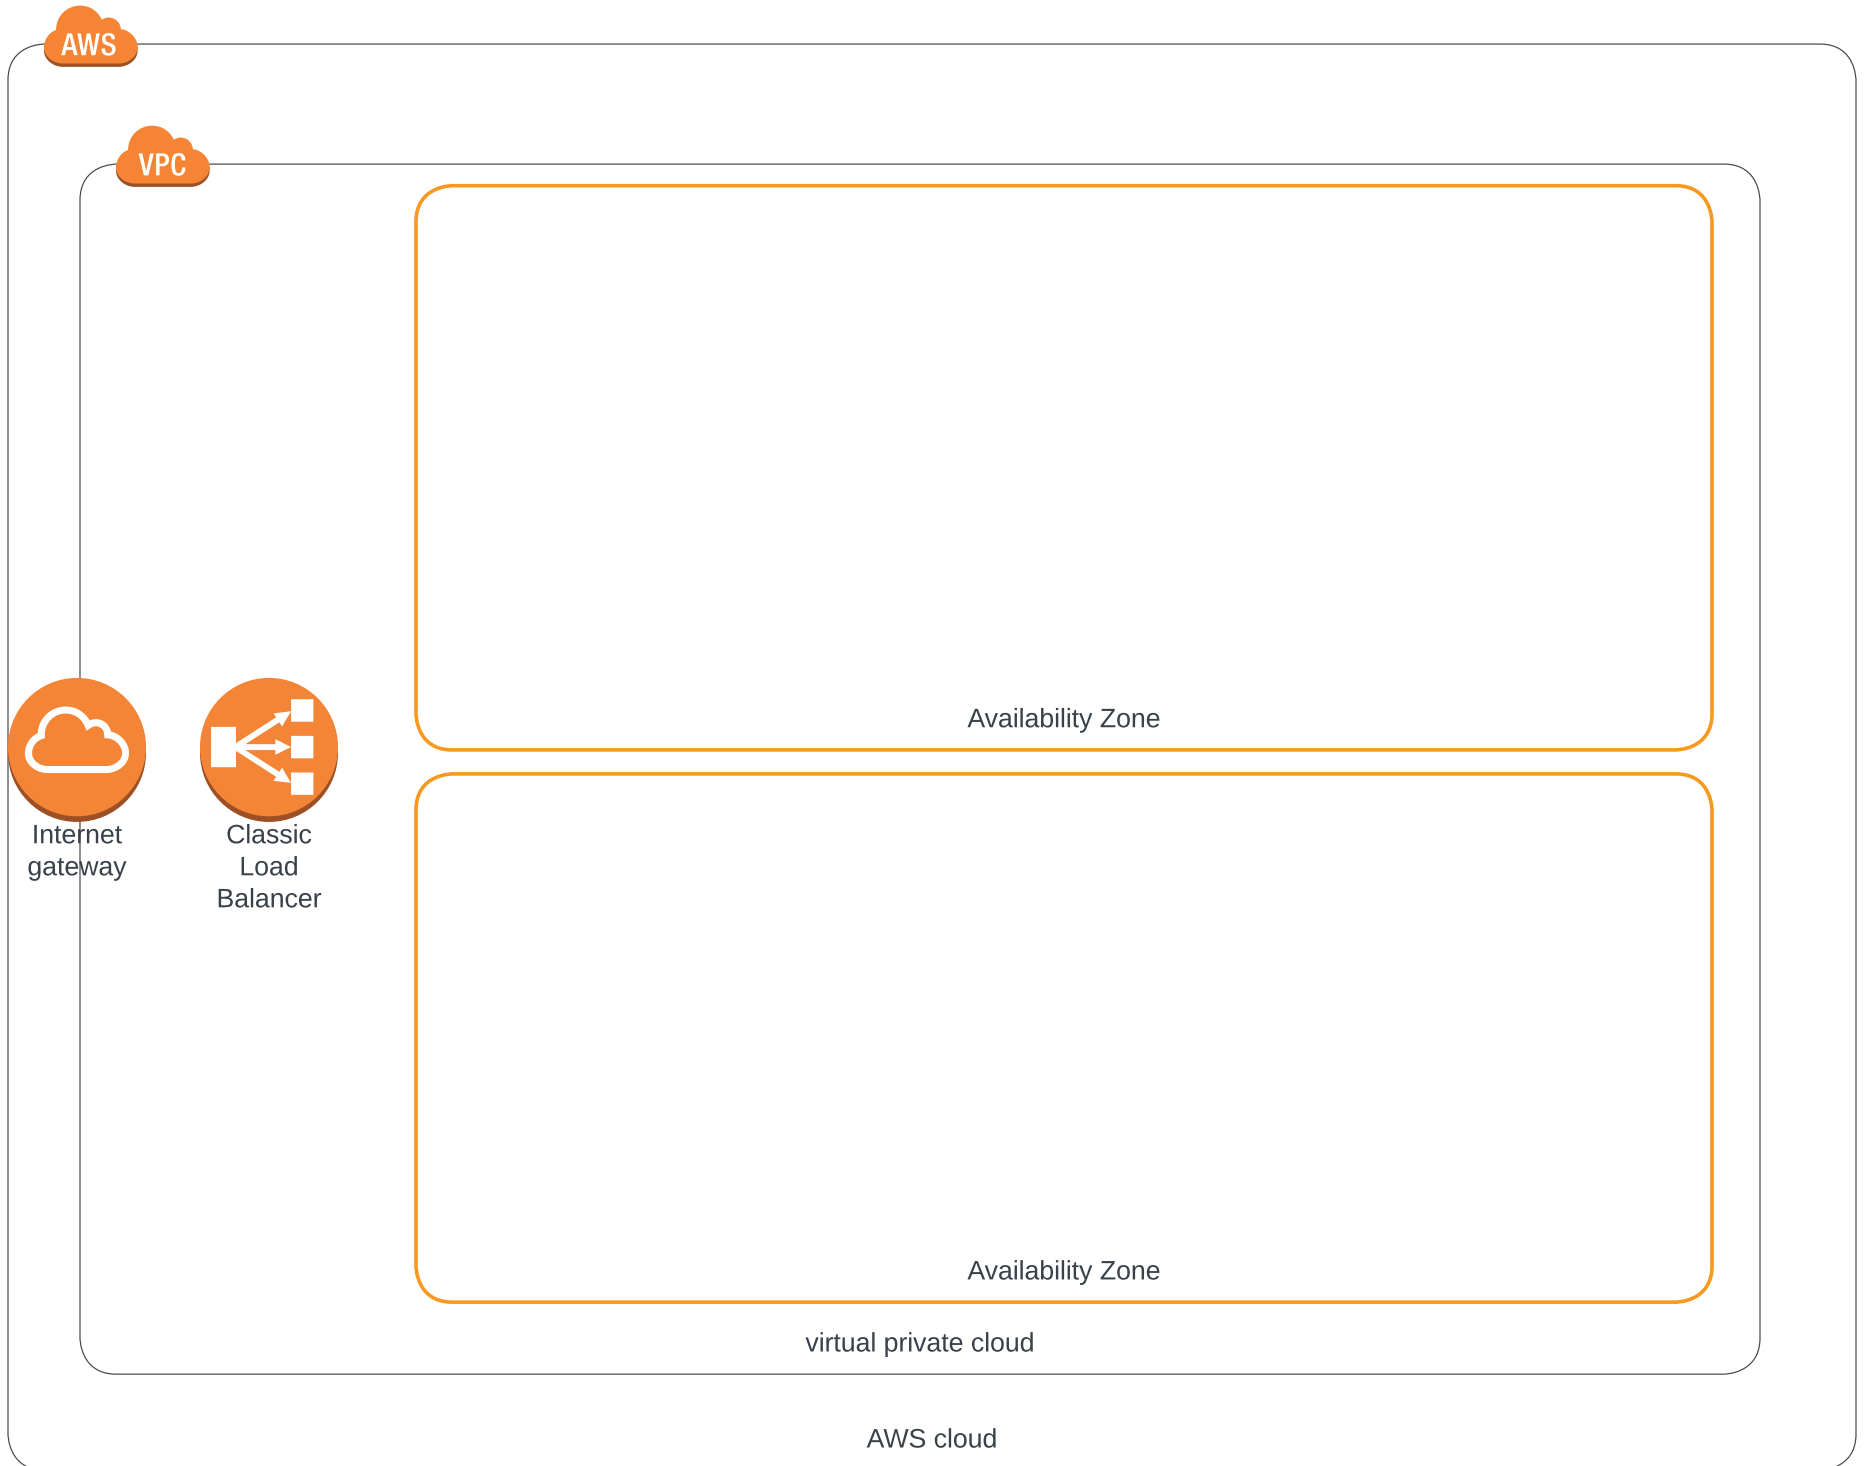 AWS
VPC
Availability Zone
Internet
gateway
Classic
Load
Balancer
Availability Zone
virtual private cloud
AWS cloud